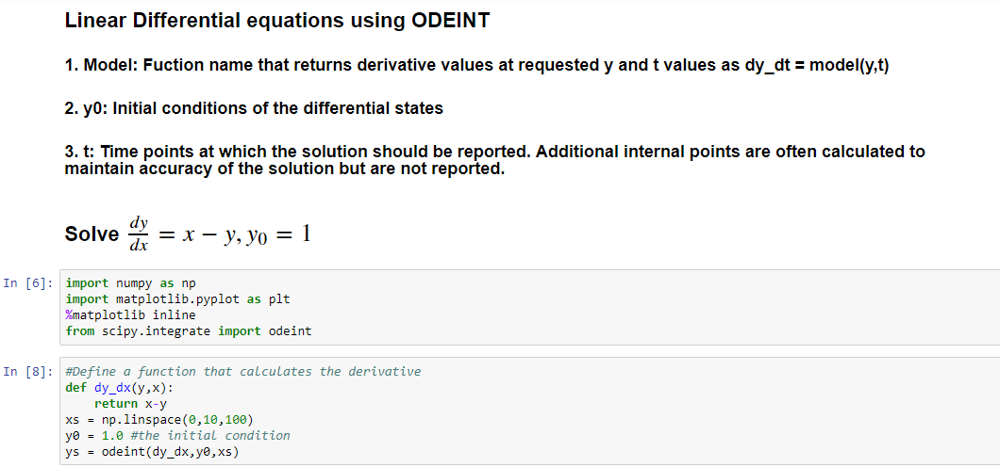 Linear Differential equations using ODEINT
1. Model: Fuction name that returns derivative values at requested y and t values as dy_dt = model(y,t)
2. y0: Initial conditions of the differential states
3. t: Time points at which the solution should be reported. Additional internal points are often calculated to
maintain accuracy of the solution but are not reported.
Solve dy/dx = x − y, y₀ = 1
In [6]: import numpy as np
import matplotlib.pyplot as plt
%matplotlib inline
from scipy.integrate import odeint
In [8]: #Define a function that calculates the derivative
def dy_dx(y,x):
    return x-y
xs = np.linspace(0,10,100)
y0 = 1.0 #the initial condition
ys = odeint(dy_dx,y0,xs)